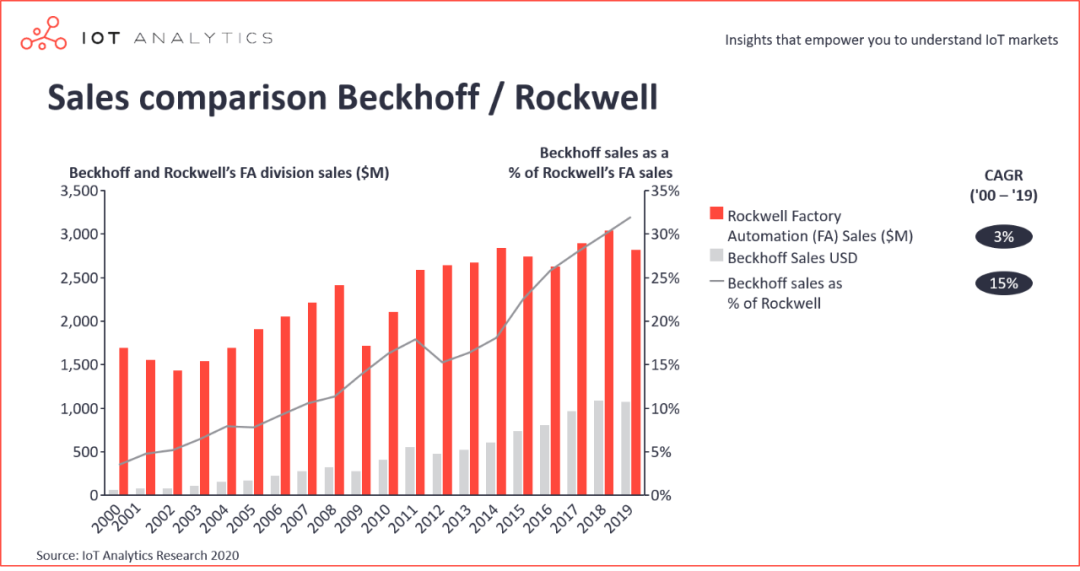 IOT ANALYTICS
Insights that empower you to understand IoT markets
Sales comparison Beckhoff / Rockwell
Beckhoff and Rockwell's FA division sales ($M)
Beckhoff sales as a
% of Rockwell's FA sales
3,500
3,000
2,500
2,000
1,500
1,000
500
0
35%
30%
25%
20%
15%
10%
5%
0%
2000
2001
2002
2003
2004
2005
2006
2007
2008
2009
2010
2011
2012
2013
2014
2015
2016
2017
2018
2019
CAGR
('00 – '19)
Rockwell Factory
Automation (FA) Sales ($M)
3%
Beckhoff Sales USD
Beckhoff sales as
% of Rockwell
15%
Source: IoT Analytics Research 2020